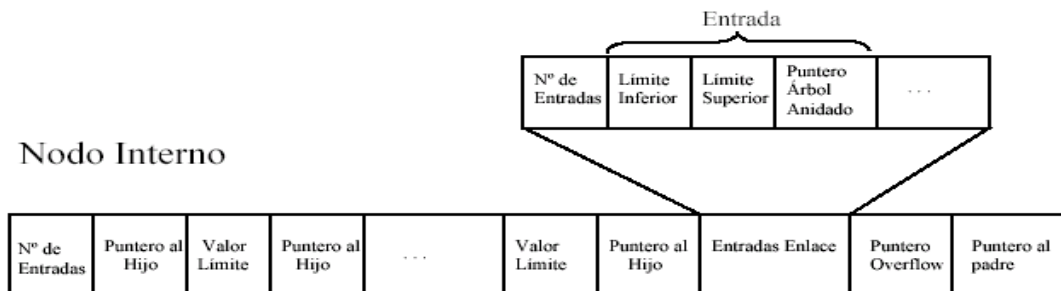 Entrada
Nº de
Entradas
Límite
Inferior
Límite
Superior
Puntero
Árbol
Anidado
. . .
Nodo Interno
Nº de
Entradas
Puntero al
Hijo
Valor
Límite
Puntero al
Hijo
. . .
Valor
Límite
Puntero al
Hijo
Entradas Enlace
Puntero
Overflow
Puntero al
padre